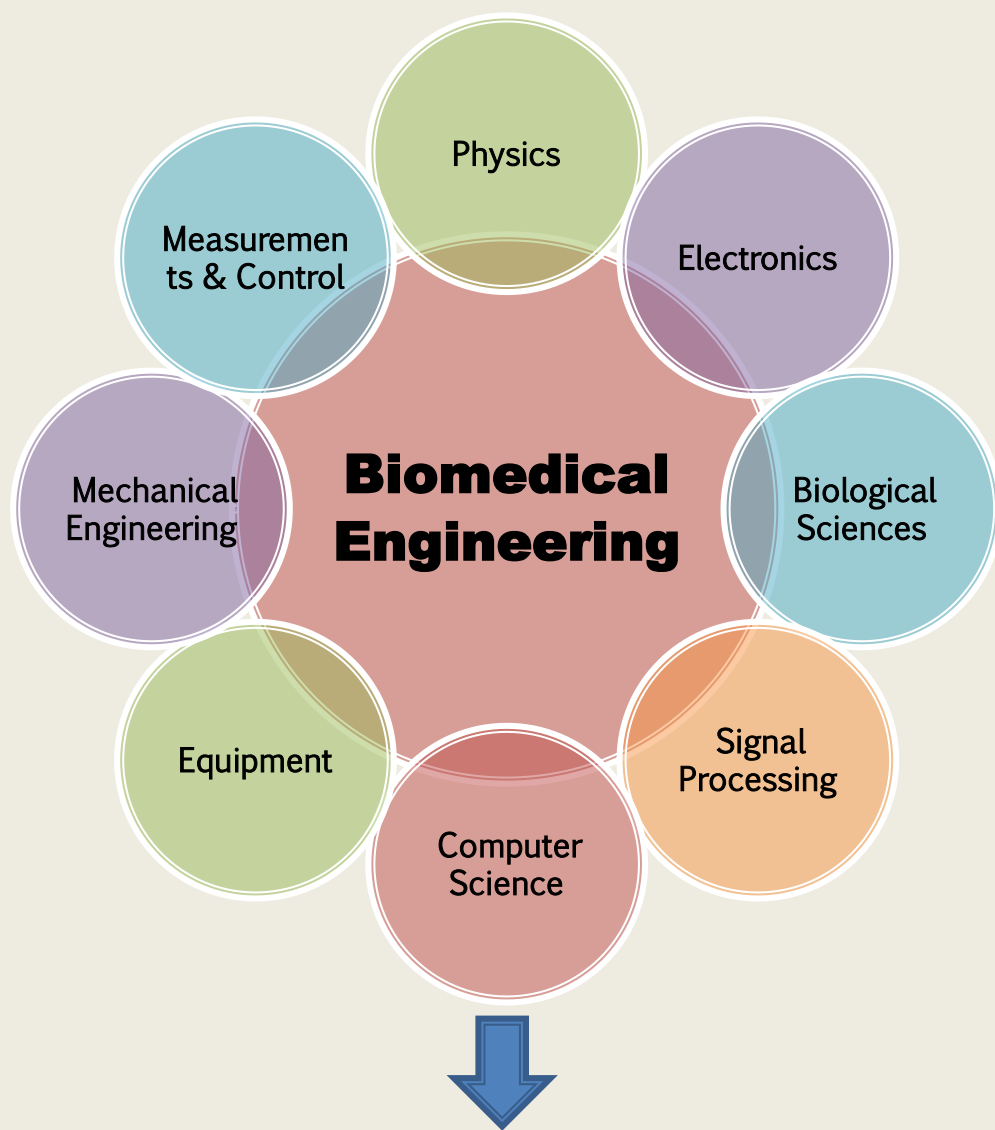 Physics
Measuremen
ts & Control
Electronics
Biomedical
Engineering
Mechanical
Engineering
Biological
Sciences
Equipment
Signal
Processing
Computer
Science